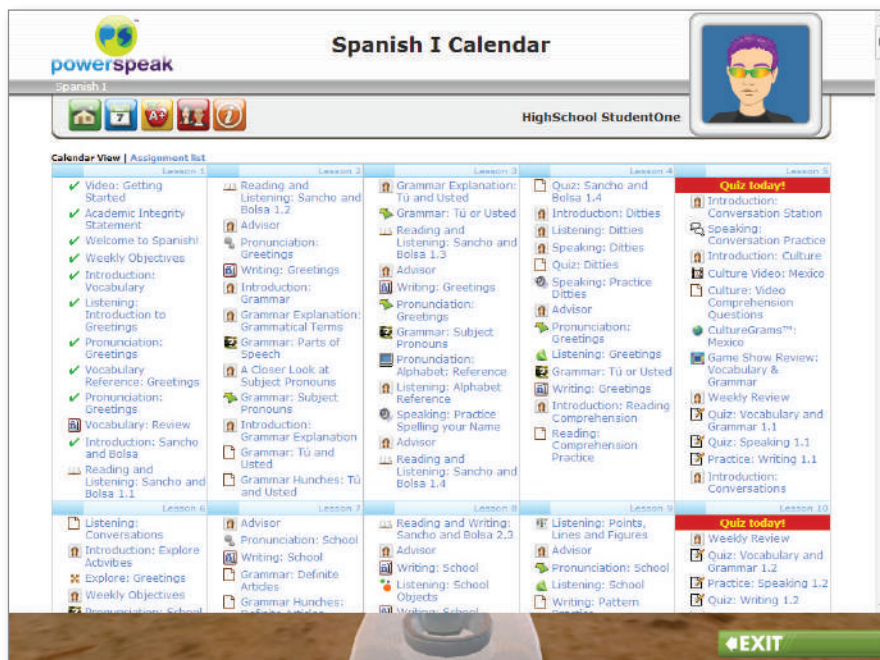 powerspeak
Spanish I Calendar
Spanish I
7
A+
HighSchool StudentOne
Calendar View | Assignment list
Lesson 1
Video: Getting
Started
Academic Integrity
Statement
Welcome to Spanish!
Weekly Objectives
Introduction:
Vocabulary
Listening:
Introduction to
Greetings
Pronunciation:
Greetings
Vocabulary
Reference: Greetings
Pronunciation:
Greetings
Vocabulary: Review
Introduction: Sancho
and Bolsa
Reading and
Listening: Sancho and
Bolsa 1.1
Lesson 2
Reading and
Listening: Sancho and
Bolsa 1.2
Advisor
Pronunciation:
Greetings
Writing: Greetings
Introduction:
Grammar
Grammar Explanation:
Grammatical Terms
Grammar: Parts of
Speech
A Closer Look at
Subject Pronouns
Grammar: Subject
Pronouns
Introduction:
Grammar Explanation
Grammar: Tú and
Usted
Grammar Hunches: Tú
and Usted
Lesson 3
Grammar Explanation:
Tú and Usted
Grammar: Tú or Usted
Reading and
Listening: Sancho and
Bolsa 1.3
Advisor
Writing: Greetings
Pronunciation:
Greetings
Grammar: Subject
Pronouns
Pronunciation:
Alphabet: Reference
Listening: Alphabet
Reference
Speaking: Practice
Spelling your Name
Advisor
Reading and
Listening: Sancho and
Bolsa 1.4
Lesson 4
Quiz: Sancho and
Bolsa 1.4
Introduction: Ditties
Listening: Ditties
Speaking: Ditties
Quiz: Ditties
Speaking: Practice
Ditties
Advisor
Pronunciation:
Greetings
Listening: Greetings
Grammar: Tú or Usted
Writing: Greetings
Introduction: Reading
Comprehension
Reading:
Comprehension
Practice
Lesson 5
Quiz today!
Introduction:
Conversation Station
Speaking:
Conversation Practice
Introduction: Culture
Culture Video: Mexico
Culture: Video
Comprehension
Questions
CultureGrams™:
Mexico
Game Show Review:
Vocabulary &
Grammar
Weekly Review
Quiz: Vocabulary and
Grammar 1.1
Quiz: Speaking 1.1
Practice: Writing 1.1
Introduction:
Conversations
Lesson 6
Listening:
Conversations
Introduction: Explore
Activities
Explore: Greetings
Weekly Objectives
Pronunciation: School
Lesson 7
Advisor
Pronunciation: School
Writing: School
Grammar: Definite
Articles
Grammar Hunches:
Definite Articles
Lesson 8
Reading and Writing:
Sancho and Bolsa 2.3
Advisor
Writing: School
Listening: School
Objects
Writing: School
Lesson 9
Listening: Points,
Lines and Figures
Advisor
Pronunciation: School
Listening: School
Writing: Pattern
Lesson 10
Quiz today!
Weekly Review
Quiz: Vocabulary and
Grammar 1.2
Practice: Speaking 1.2
Quiz: Writing 1.2
EXIT